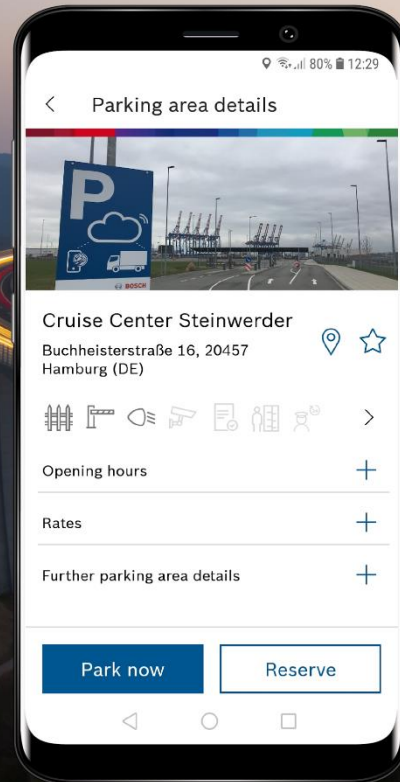 80% 12:29
Parking area details
P
BOSCH
Cruise Center Steinwerder
Buchheisterstraße 16, 20457
Hamburg (DE)
Opening hours
Rates
Further parking area details
Park now
Reserve